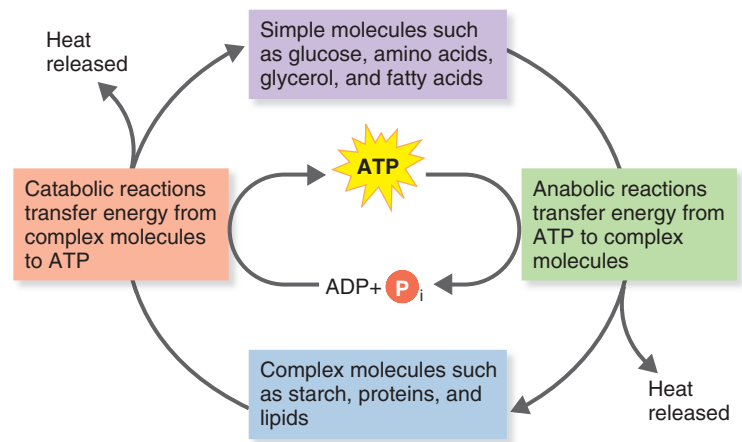 Heat
released
Simple molecules such
as glucose, amino acids,
glycerol, and fatty acids
Catabolic reactions
transfer energy from
complex molecules
to ATP
ATP
Anabolic reactions
transfer energy from
ATP to complex
molecules
ADP+ P i
Complex molecules such
as starch, proteins, and
lipids
Heat
released